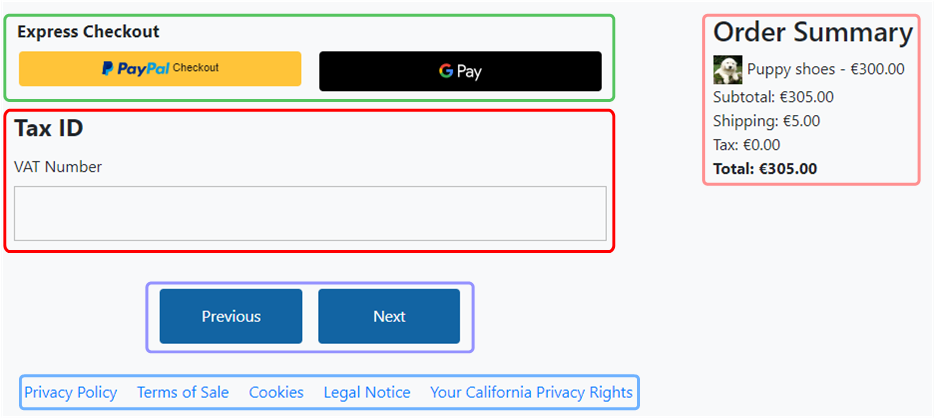 Express Checkout
PayPal Checkout
G Pay
Tax ID
VAT Number
Previous
Next
Privacy Policy Terms of Sale Cookies Legal Notice Your California Privacy Rights
Order Summary
Puppy shoes - €300.00
Subtotal: €305.00
Shipping: €5.00
Tax: €0.00
Total: €305.00